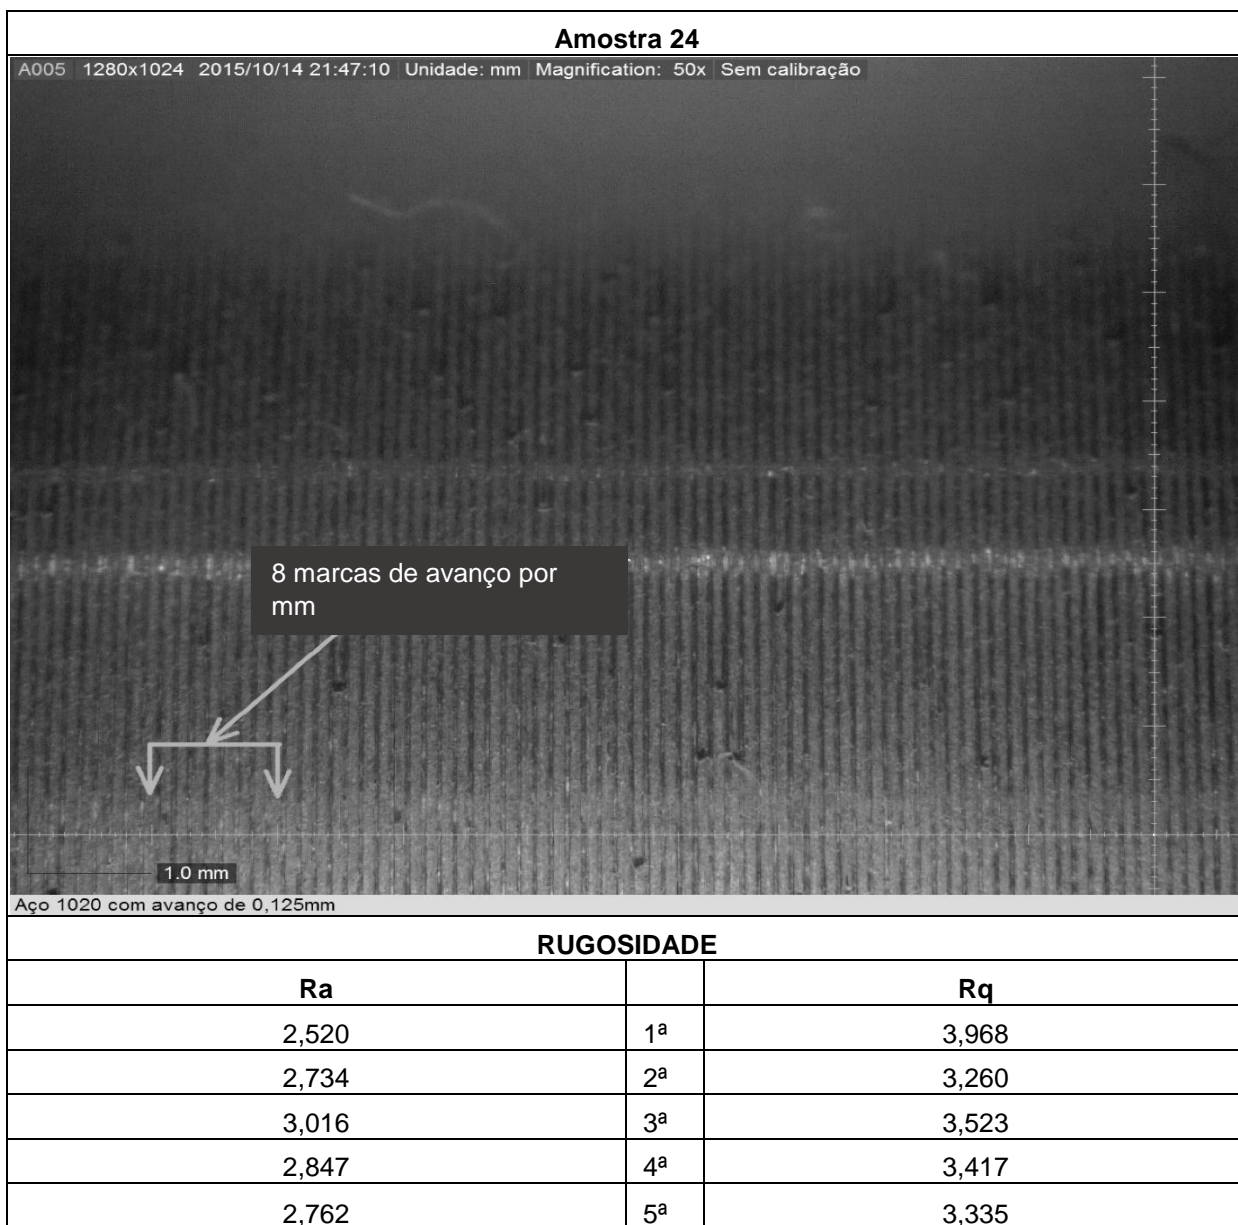 Amostra 24
A005 1280x1024 2015/10/14 21:47:10 Unidade: mm Magnification: 50x Sem calibração
8 marcas de avanço por
mm
1.0 mm
Aço 1020 com avanço de 0,125mm
RUGOSIDADE
Ra Rq
2,520 1ª 3,968
2,734 2ª 3,260
3,016 3ª 3,523
2,847 4ª 3,417
2,762 5ª 3,335